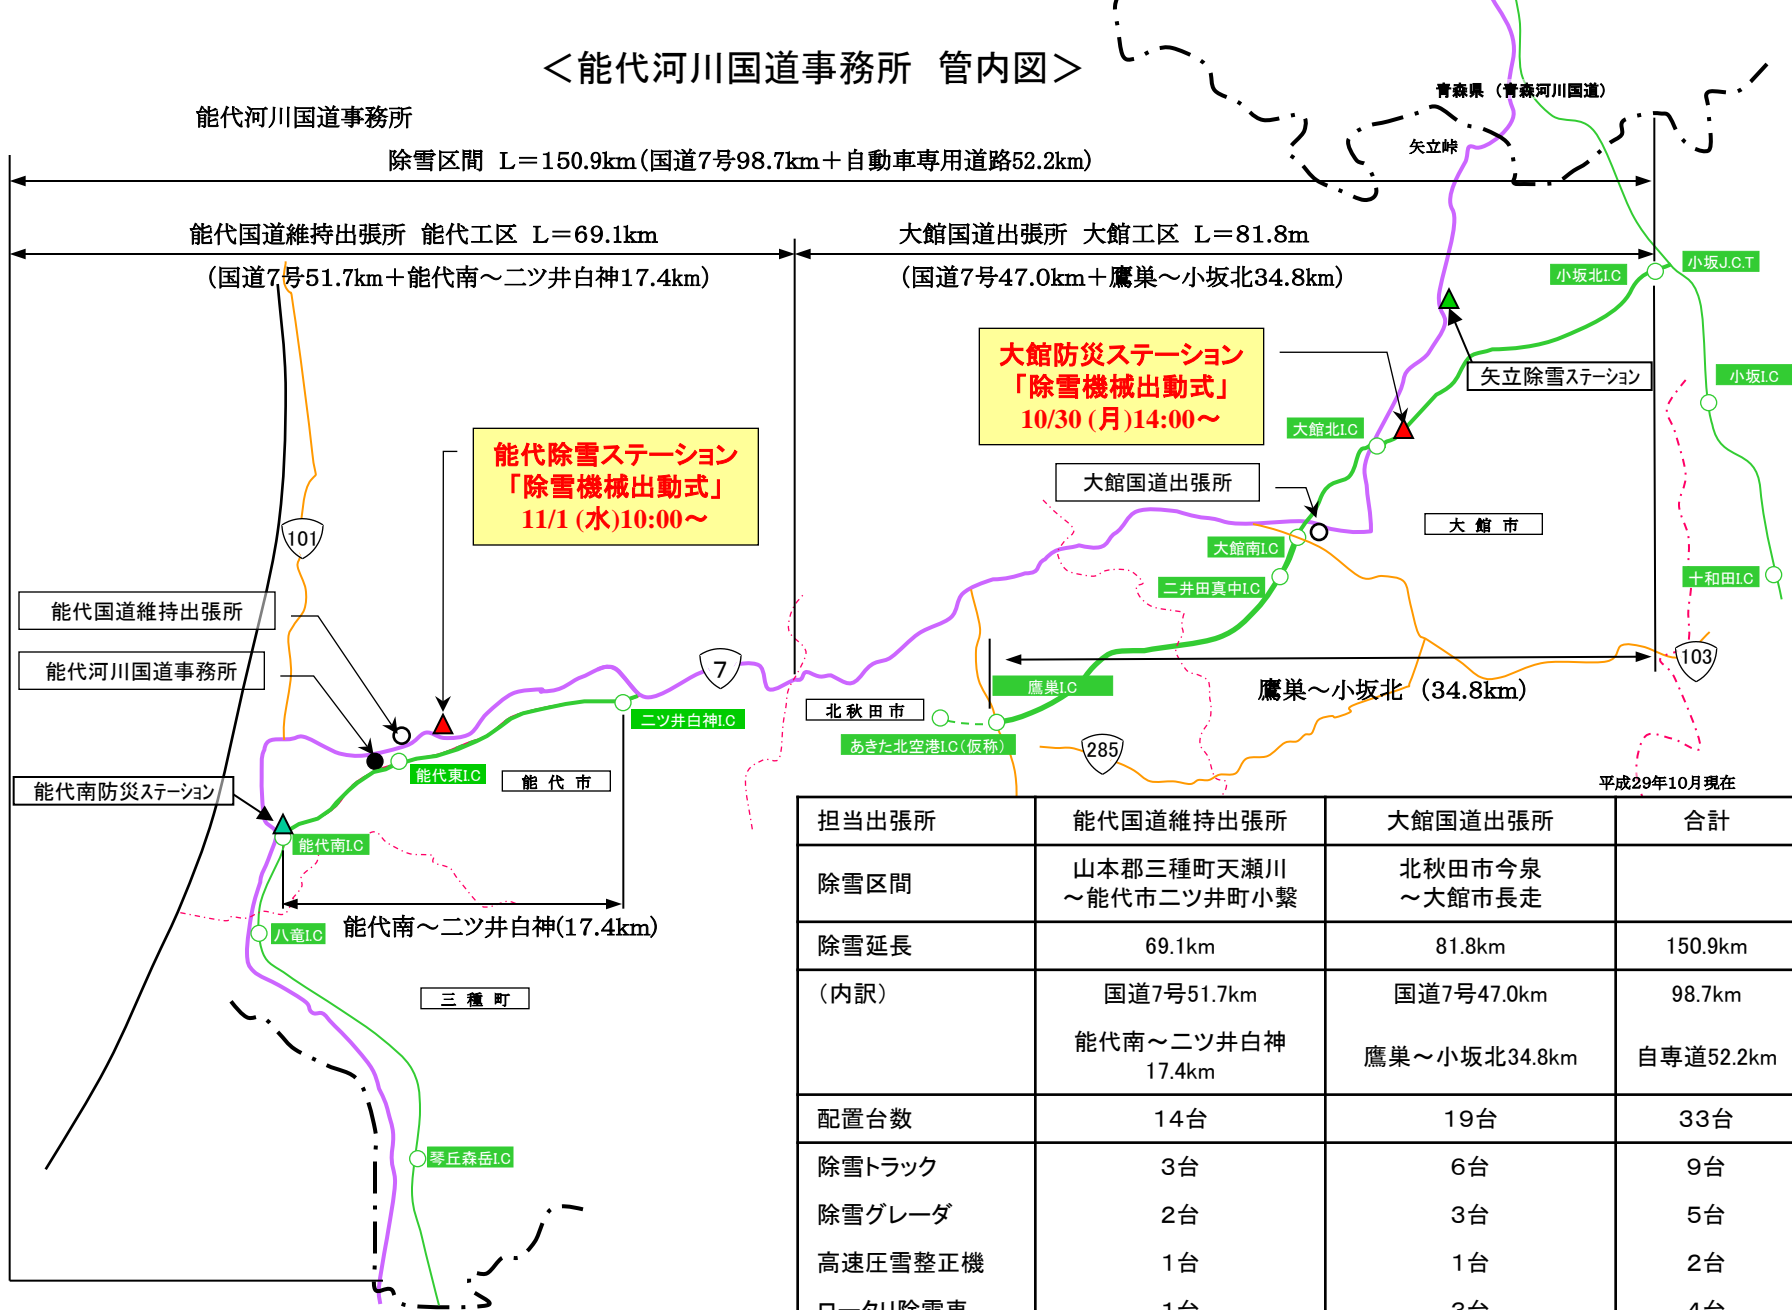 ＜能代河川国道事務所　管内図＞
青森県（青森河川国道）
能代河川国道事務所
矢立峠
除雪区間 L＝150.9km(国道7号98.7km＋自動車専用道路52.2km)
能代国道維持出張所 能代工区 L＝69.1km
大館国道出張所 大館工区 L＝81.8m
(国道7号51.7km＋能代南～二ツ井白神17.4km)
(国道7号47.0km＋鷹巣～小坂北34.8km)
小坂北I.C
小坂J.C.T
大館防災ステーション
「除雪機械出動式」
10/30 (月)14:00～
矢立除雪ステーション
小坂I.C
大館北I.C
能代除雪ステーション
「除雪機械出動式」
11/1 (水)10:00～
大館国道出張所
大館市
101
大館南I.C
二井田真中I.C
十和田I.C
能代国道維持出張所
能代河川国道事務所
7
103
鷹巣I.C
鷹巣～小坂北 (34.8km)
北秋田市
二ツ井白神I.C
あきた北空港I.C(仮称)
285
能代東I.C
能代市
能代南防災ステーション
能代南I.C
能代南～二ツ井白神(17.4km)
八竜I.C
三種町
琴丘森岳I.C
平成29年10月現在
担当出張所 能代国道維持出張所 大館国道出張所 合計
除雪区間 山本郡三種町天瀬川 北秋田市今泉
～能代市二ツ井町小繋 ～大館市長走
除雪延長 69.1km 81.8km 150.9km
（内訳） 国道7号51.7km 国道7号47.0km 98.7km
能代南～二ツ井白神 鷹巣～小坂北34.8km 自専道52.2km
17.4km
配置台数 14台 19台 33台
除雪トラック 3台 6台 9台
除雪グレーダ 2台 3台 5台
高速圧雪整正機 1台 1台 2台
ロータリ除雪車 1台 3台 4台